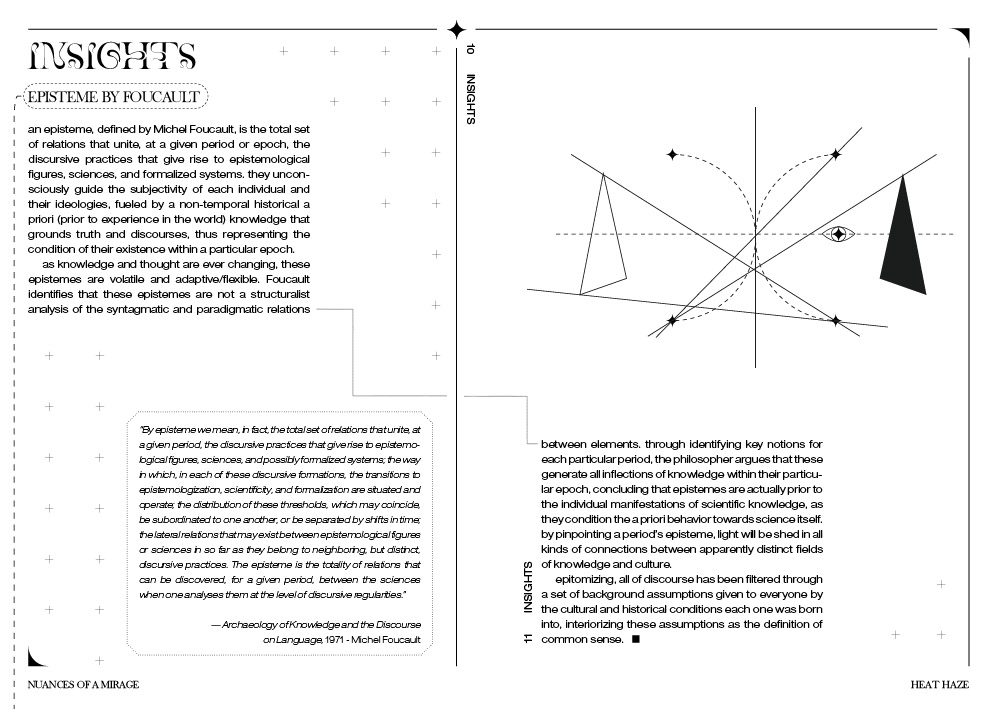 INSIGHTS
EPISTEME BY FOUCAULT
an episteme, defined by Michel Foucault, is the total set
of relations that unite, at a given period or epoch, the
discursive practices that give rise to epistemological
figures, sciences, and formalized systems. they uncon-
sciously guide the subjectivity of each individual and
their ideologies, fueled by a non-temporal historical a
priori (prior to experience in the world) knowledge that
grounds truth and discourses, thus representing the
condition of their existence within a particular epoch.
as knowledge and thought are ever changing, these
epistemes are volatile and adaptive/flexible. Foucault
identifies that these epistemes are not a structuralist
analysis of the syntagmatic and paradigmatic relations
"By episteme we mean, in fact, the total set of relations that unite, at
a given period, the discursive practices that give rise to epistemo-
logical figures, sciences, and possibly formalized systems; the way
in which, in each of these discursive formations, the transitions to
epistemologization, scientificity, and formalization are situated and
operate; the distribution of these thresholds, which may coincide,
be subordinated to one another, or be separated by shifts in time;
the lateral relations that may exist between epistemological figures
or sciences in so far as they belong to neighboring, but distinct,
discursive practices. The episteme is the totality of relations that
can be discovered, for a given period, between the sciences
when one analyses them at the level of discursive regularities."
— Archaeology of Knowledge and the Discourse
on Language, 1971 - Michel Foucault
NUANCES OF A MIRAGE
10 INSIGHTS
between elements. through identifying key notions for
each particular period, the philosopher argues that these
generate all inflections of knowledge within their particu-
lar epoch, concluding that epistemes are actually prior to
the individual manifestations of scientific knowledge, as
they condition the a priori behavior towards science itself.
by pinpointing a period's episteme, light will be shed in all
kinds of connections between apparently distinct fields
of knowledge and culture.
epitomizing, all of discourse has been filtered through
a set of background assumptions given to everyone by
the cultural and historical conditions each one was born
into, interiorizing these assumptions as the definition of
common sense. ■
11 INSIGHTS
HEAT HAZE